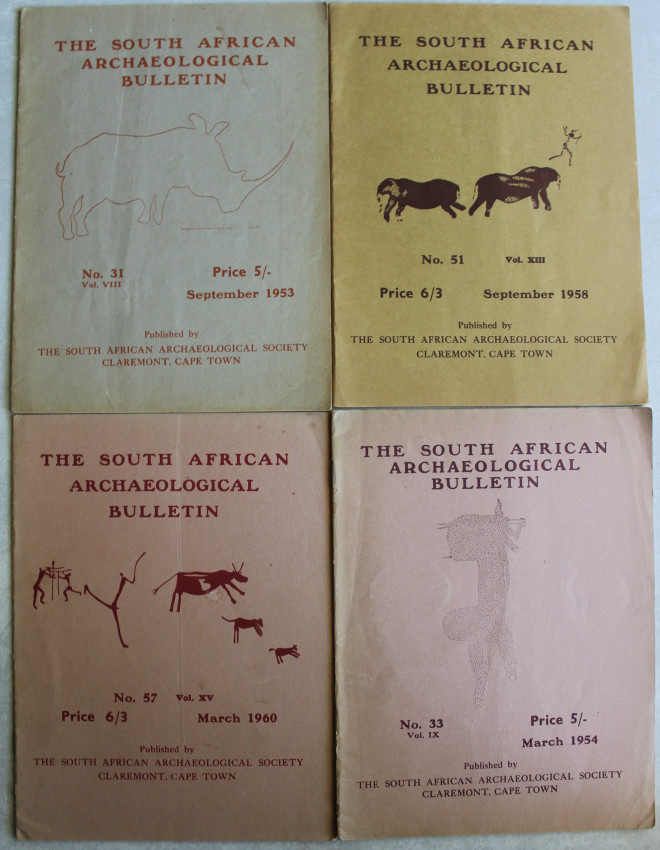 THE SOUTH AFRICAN
ARCHAEOLOGICAL
BULLETIN
No. 31
Vol. VIII
Price 5/-
September 1953
Published by
THE SOUTH AFRICAN ARCHAEOLOGICAL SOCIETY
CLAREMONT, CAPE TOWN
THE SOUTH AFRICAN
ARCHAEOLOGICAL
BULLETIN
No. 51 Vol. XIII
Price 6/3 September 1958
Published by
THE SOUTH AFRICAN ARCHAEOLOGICAL SOCIETY
CLAREMONT, CAPE TOWN
THE SOUTH AFRICAN
ARCHAEOLOGICAL
BULLETIN
No. 57 Vol. XV
Price 6/3 March 1960
Published by
THE SOUTH AFRICAN ARCHAEOLOGICAL SOCIETY
CLAREMONT, CAPE TOWN
THE SOUTH AFRICAN
ARCHAEOLOGICAL
BULLETIN
No. 33
Vol. IX
Price 5/-
March 1954
Published by
THE SOUTH AFRICAN ARCHAEOLOGICAL SOCIETY
CLAREMONT, CAPE TOWN